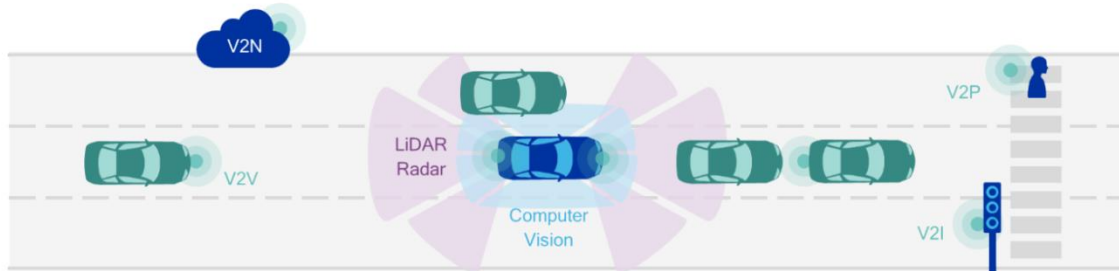 V2N
V2P
LiDAR
Radar
V2V
Computer
Vision
V2I